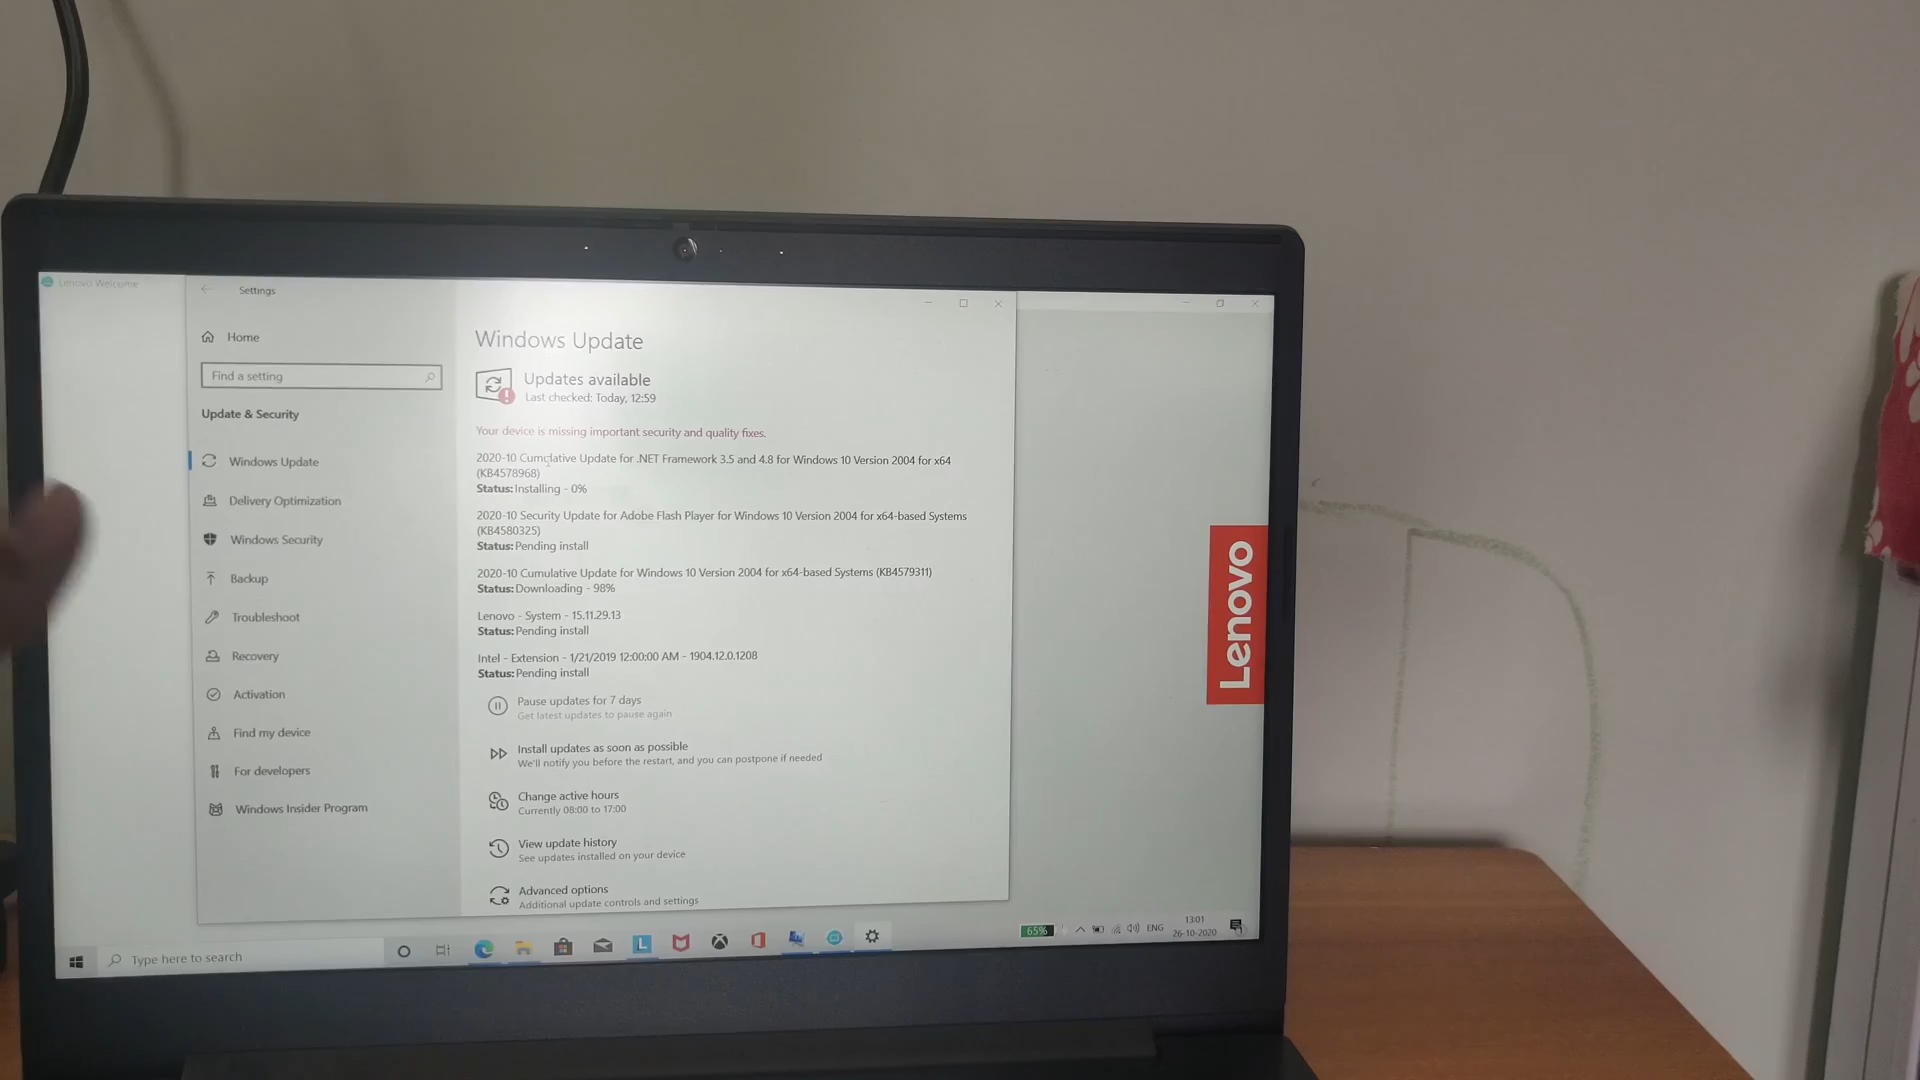 Lenovo Welcome
Settings
Home
Find a setting
Update & Security
Windows Update
Delivery Optimization
Windows Security
Backup
Troubleshoot
Recovery
Activation
Find my device
For developers
Windows Insider Program
Windows Update
Updates available
Last checked: Today, 12:59
Your device is missing important security and quality fixes.
2020-10 Cumulative Update for .NET Framework 3.5 and 4.8 for Windows 10 Version 2004 for x64
(KB4578968)
Status: Installing - 0%
2020-10 Security Update for Adobe Flash Player for Windows 10 Version 2004 for x64-based Systems
(KB4580325)
Status: Pending install
2020-10 Cumulative Update for Windows 10 Version 2004 for x64-based Systems (KB4579311)
Status: Downloading - 98%
Lenovo - System - 15.11.29.13
Status: Pending install
Intel - Extension - 1/21/2019 12:00:00 AM - 1904.12.0.1208
Status: Pending install
Pause updates for 7 days
Get latest updates to pause again
Install updates as soon as possible
We'll notify you before the restart, and you can postpone if needed
Change active hours
Currently 08:00 to 17:00
View update history
See updates installed on your device
Advanced options
Additional update controls and settings
Lenovo
Type here to search
L
65%
ENG
13:01
26-10-2020